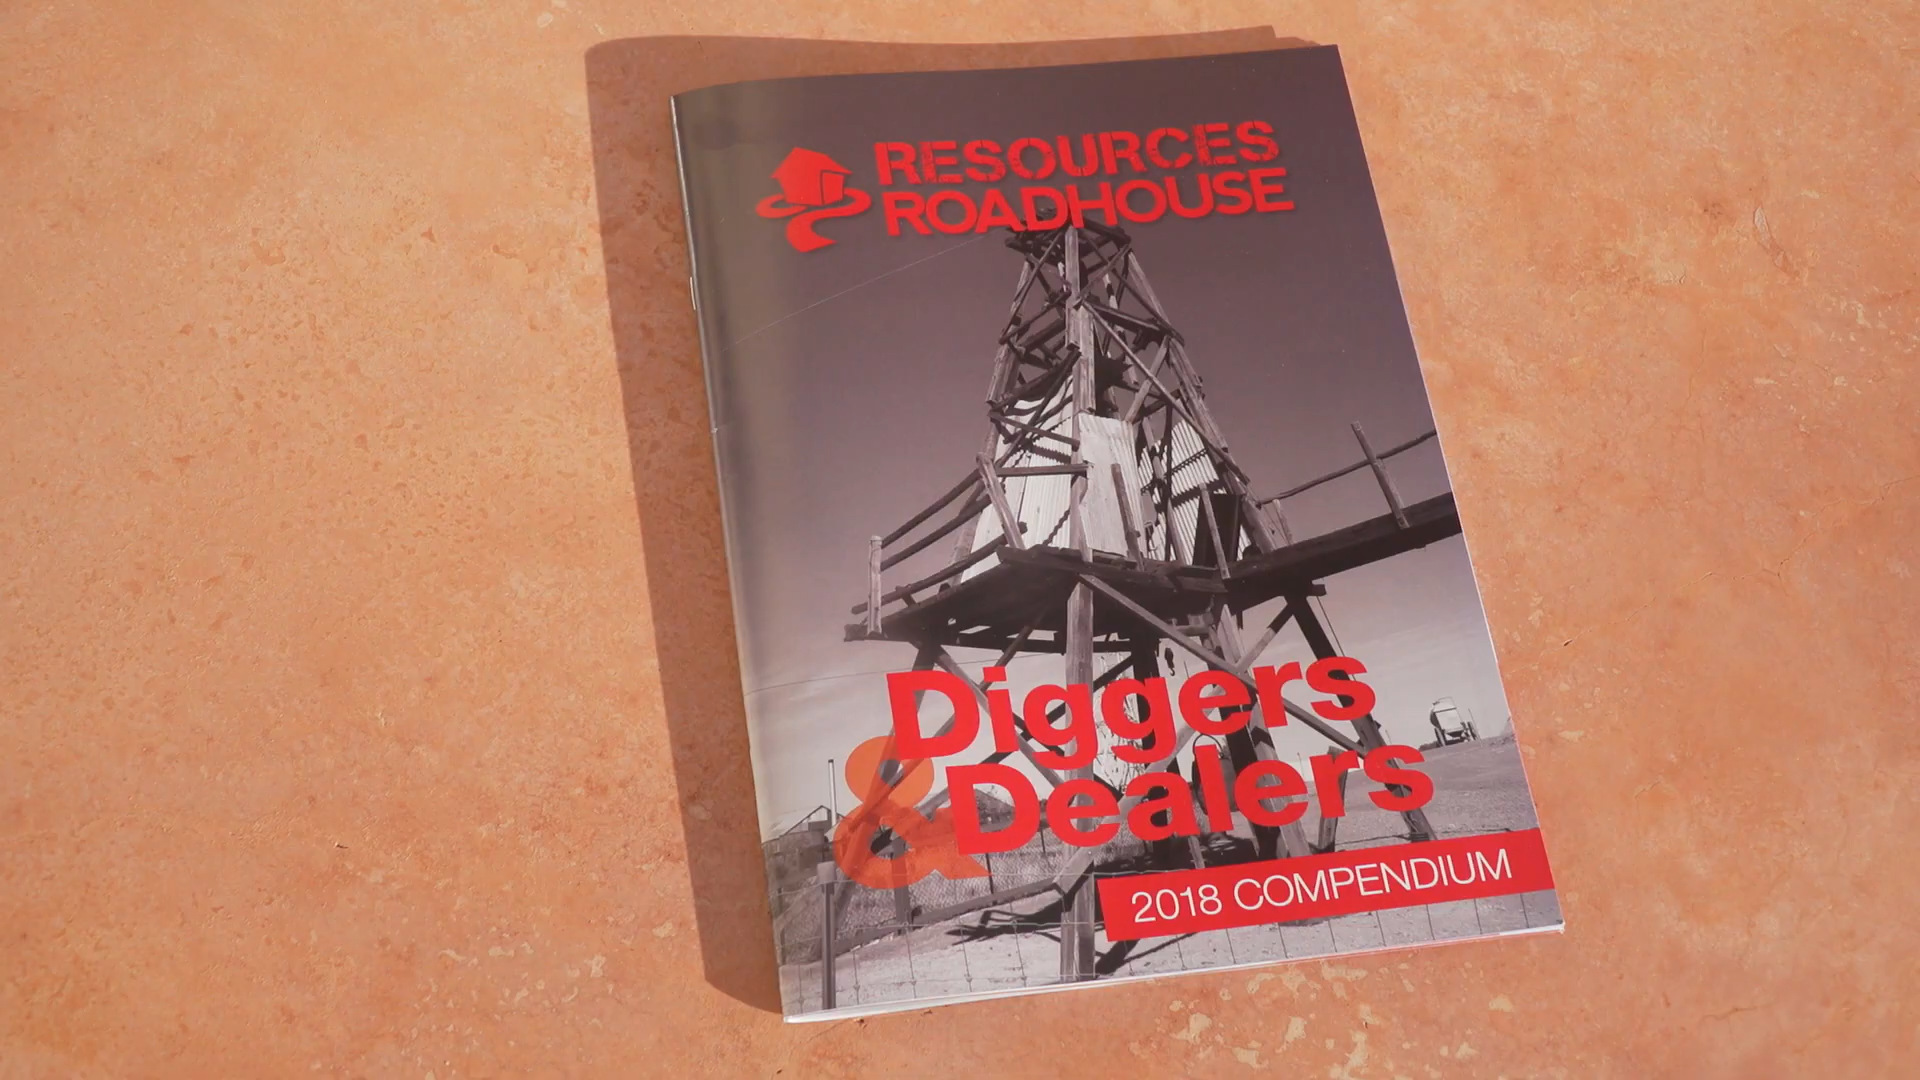 RESOURCES
ROADHOUSE
Diggers
& Dealers
2018 COMPENDIUM